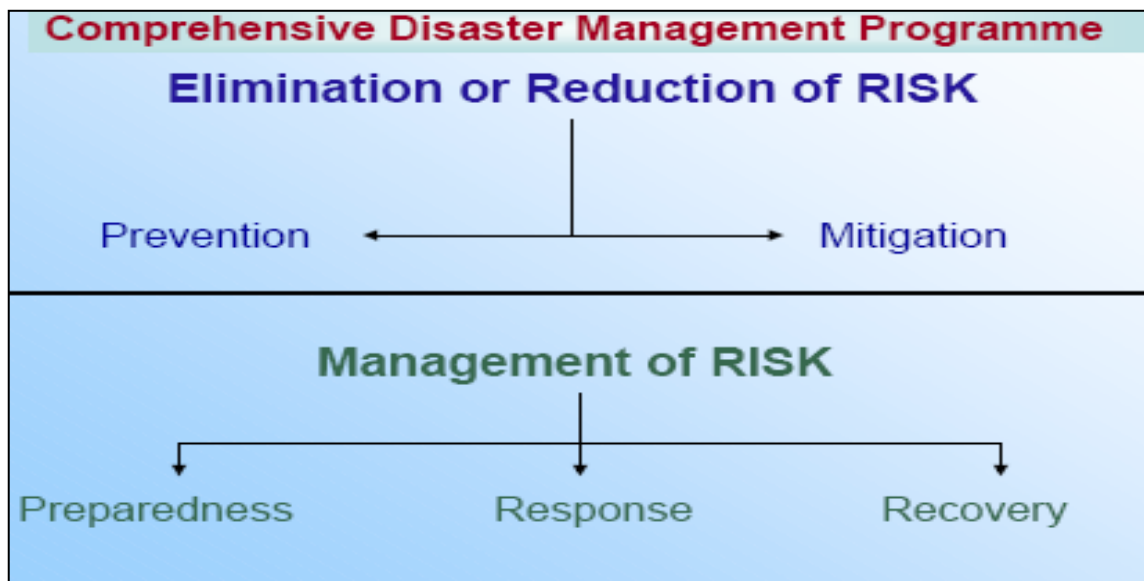 Comprehensive Disaster Management Programme
Elimination or Reduction of RISK
Prevention Mitigation
Management of RISK
Preparedness Response Recovery